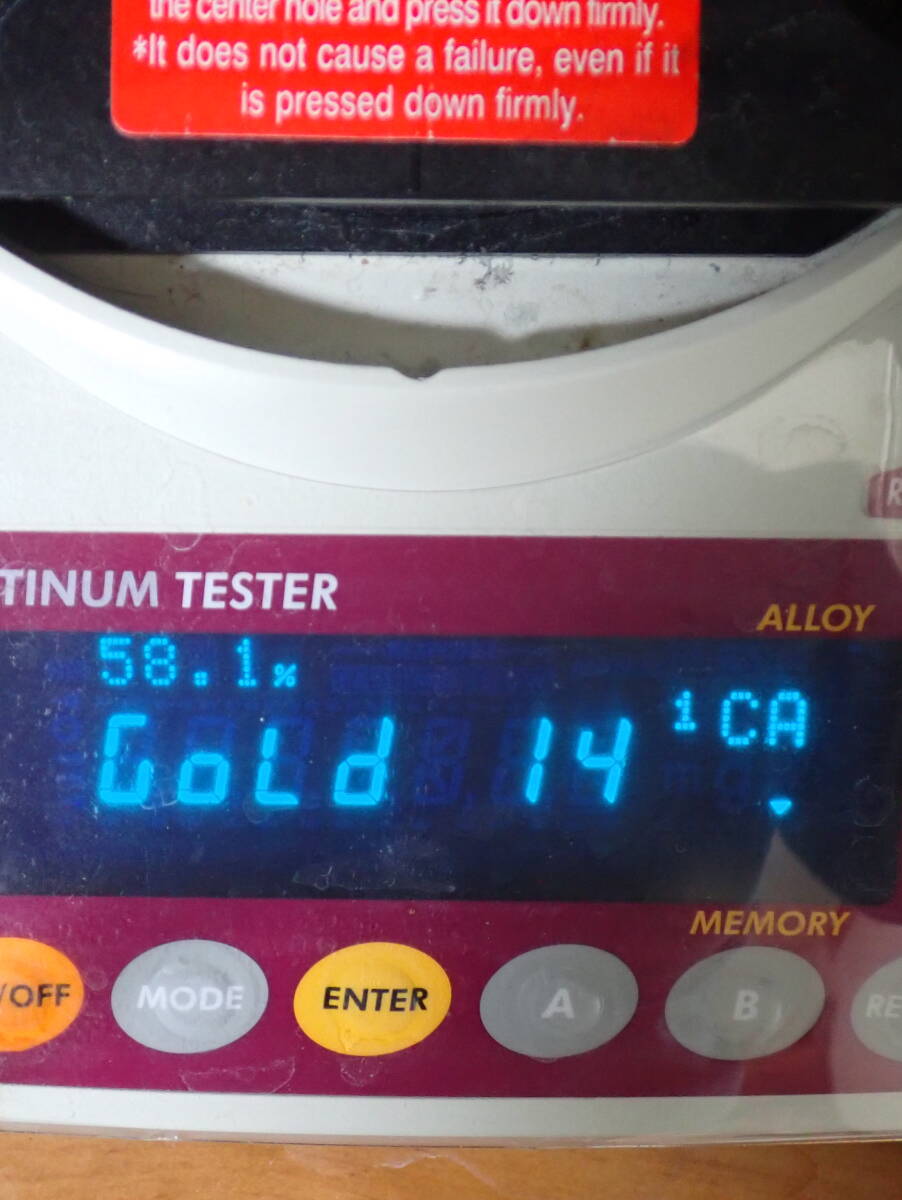 the center hole and press it down firmly.
*It does not cause a failure, even if it
is pressed down firmly.
TINUM TESTER
ALLOY
58.1%
Gold 14 1 CA
MEMORY
/OFF MODE ENTER A B RE